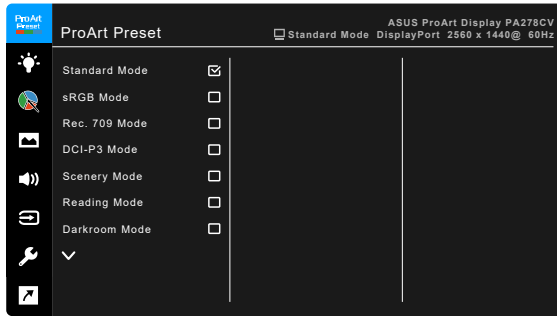 ProArt
Preset
ProArt Preset
ASUS ProArt Display PA278CV
Standard Mode DisplayPort 2560 x 1440@ 60Hz
Standard Mode
sRGB Mode
Rec. 709 Mode
DCI-P3 Mode
Scenery Mode
Reading Mode
Darkroom Mode